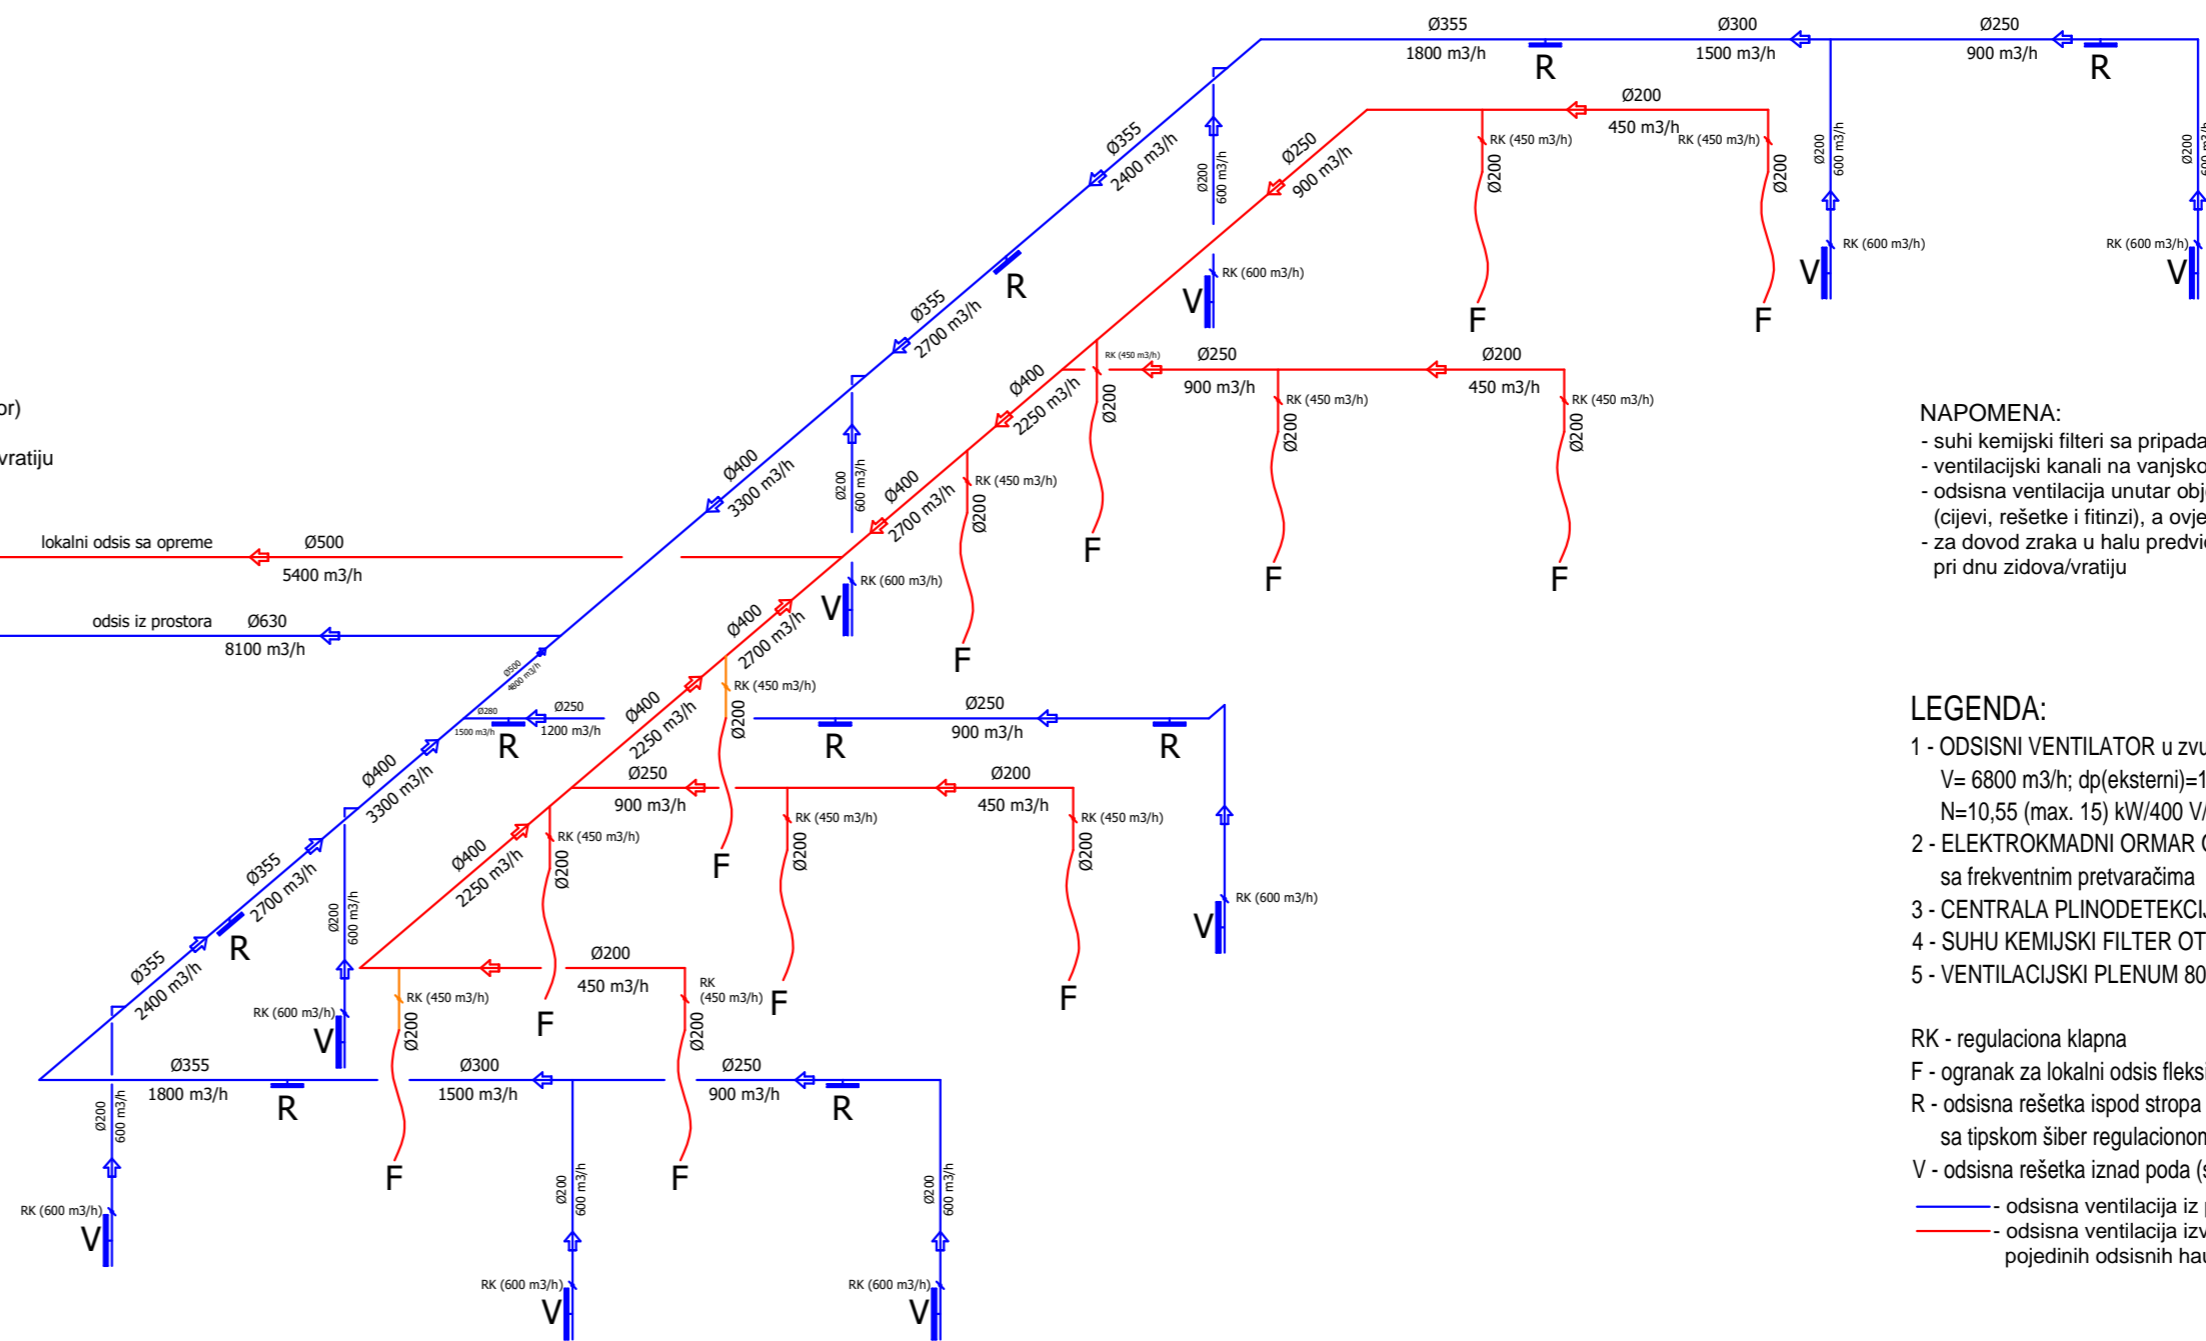 Ø355
1800 m3/h
R
Ø300
1500 m3/h
Ø250
900 m3/h
R
Ø200
450 m3/h
RK (450 m3/h)
Ø200
F
RK (450 m3/h)
Ø200
F
Ø200
600 m3/h
RK (600 m3/h)
V
Ø200
600 m3/h
RK (600 m3/h)
V
Ø355
2400 m3/h
Ø250
900 m3/h
Ø200
600 m3/h
RK (600 m3/h)
V
R
Ø355
2700 m3/h
RK (450 m3/h)
Ø200
F
Ø250
900 m3/h
Ø200
450 m3/h
RK (450 m3/h)
Ø200
F
RK (450 m3/h)
Ø200
F
Ø400
2250 m3/h
or)
vratiju
Ø400
3300 m3/h
Ø200
600 m3/h
RK (600 m3/h)
V
Ø400
2700 m3/h
RK (450 m3/h)
Ø200
F
lokalni odsis sa opreme
Ø500
5400 m3/h
odsis iz prostora
Ø630
8100 m3/h
Ø500
4800 m3/h
Ø400
2700 m3/h
RK (450 m3/h)
Ø200
F
Ø280
1500 m3/h
R
Ø250
1200 m3/h
R
Ø250
900 m3/h
R
RK (600 m3/h)
V
Ø400
2250 m3/h
Ø250
900 m3/h
Ø200
450 m3/h
RK (450 m3/h)
Ø200
F
RK (450 m3/h)
Ø200
F
Ø400
3300 m3/h
Ø400
2250 m3/h
RK (450 m3/h)
Ø200
F
Ø355
2700 m3/h
R
Ø200
600 m3/h
RK (600 m3/h)
V
Ø355
2400 m3/h
Ø200
450 m3/h
RK (450 m3/h)
Ø200
F
RK
(450 m3/h)
Ø200
F
Ø355
1800 m3/h
R
Ø300
1500 m3/h
Ø250
900 m3/h
R
Ø200
600 m3/h
RK (600 m3/h)
V
Ø200
600 m3/h
RK (600 m3/h)
V
Ø200
600 m3/h
RK (600 m3/h)
V
NAPOMENA:
- suhi kemijski filteri sa pripada
- ventilacijski kanali na vanjsko
- odsisna ventilacija unutar obj
(cijevi, rešetke i fitinzi), a ovje
- za dovod zraka u halu predvi
pri dnu zidova/vratiju
LEGENDA:
1 - ODSISNI VENTILATOR u zvu
V= 6800 m3/h; dp(eksterni)=1
N=10,55 (max. 15) kW/400 V/
2 - ELEKTROKMADNI ORMAR
sa frekventnim pretvaračima
3 - CENTRALA PLINODETEKCIJ
4 - SUHU KEMIJSKI FILTER OT
5 - VENTILACIJSKI PLENUM 80
RK - regulaciona klapna
F - ogranak za lokalni odsis fleksi
R - odsisna rešetka ispod stropa
sa tipskom šiber regulacionom
V - odsisna rešetka iznad poda (s
- odsisna ventilacija iz p
- odsisna ventilacija izv
pojedinih odsisnih hau